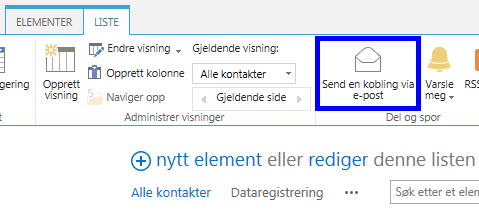 ELEMENTER LISTE
gering
Opprett visning
Endre visning
Opprett kolonne
Naviger opp
Gjeldende visning:
Alle kontakter
Gjeldende side
Send en kobling via e-post
Varsle meg
RSS
t
Administrer visninger
Del og spor
nytt element eller rediger denne listen
Alle kontakter Dataregistrering ...
Søk etter et elem